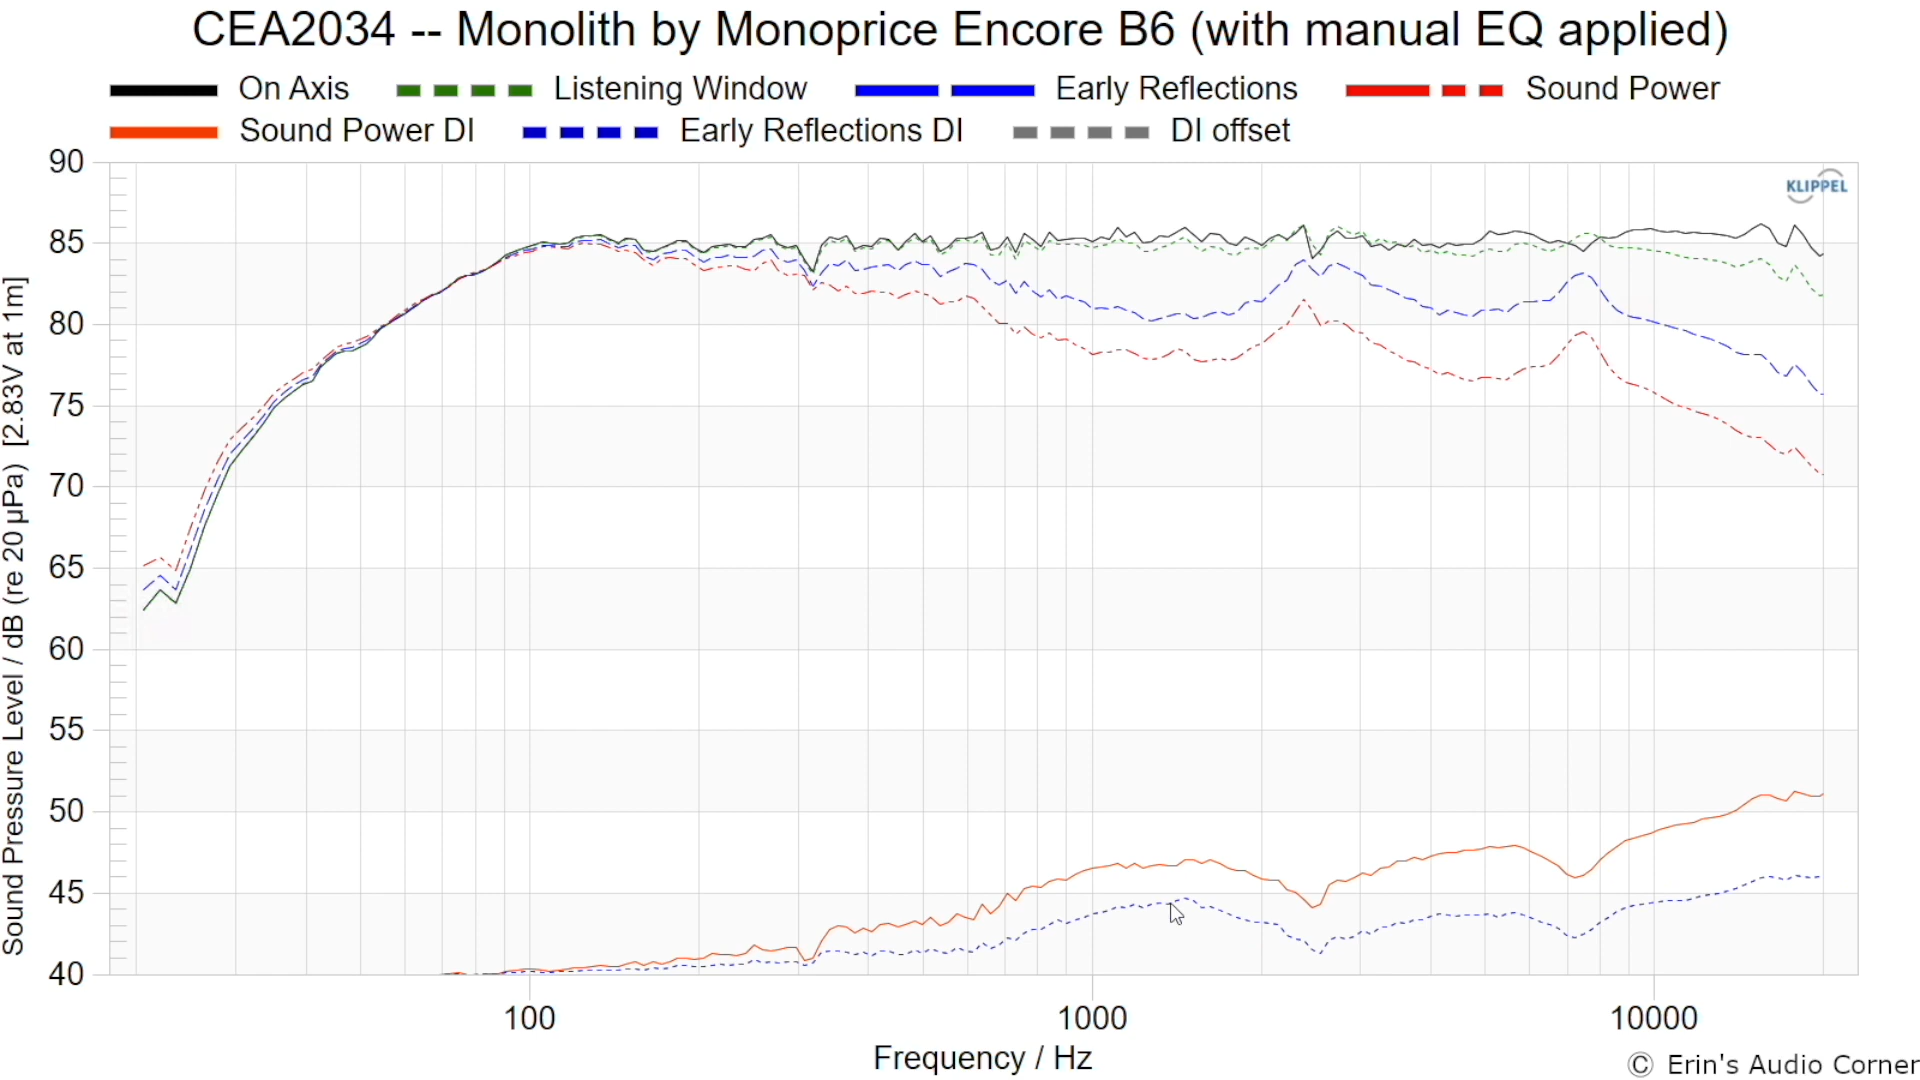 CEA2034 -- Monolith by Monoprice Encore B6 (with manual EQ applied)
On Axis Listening Window Early Reflections Sound Power
Sound Power DI Early Reflections DI DI offset
KLIPPEL
Sound Pressure Level / dB (re 20 µPa) [2.83V at 1m]
90
85
80
75
70
65
60
55
50
45
40
100 1000 10000
Frequency / Hz
© Erin's Audio Corner